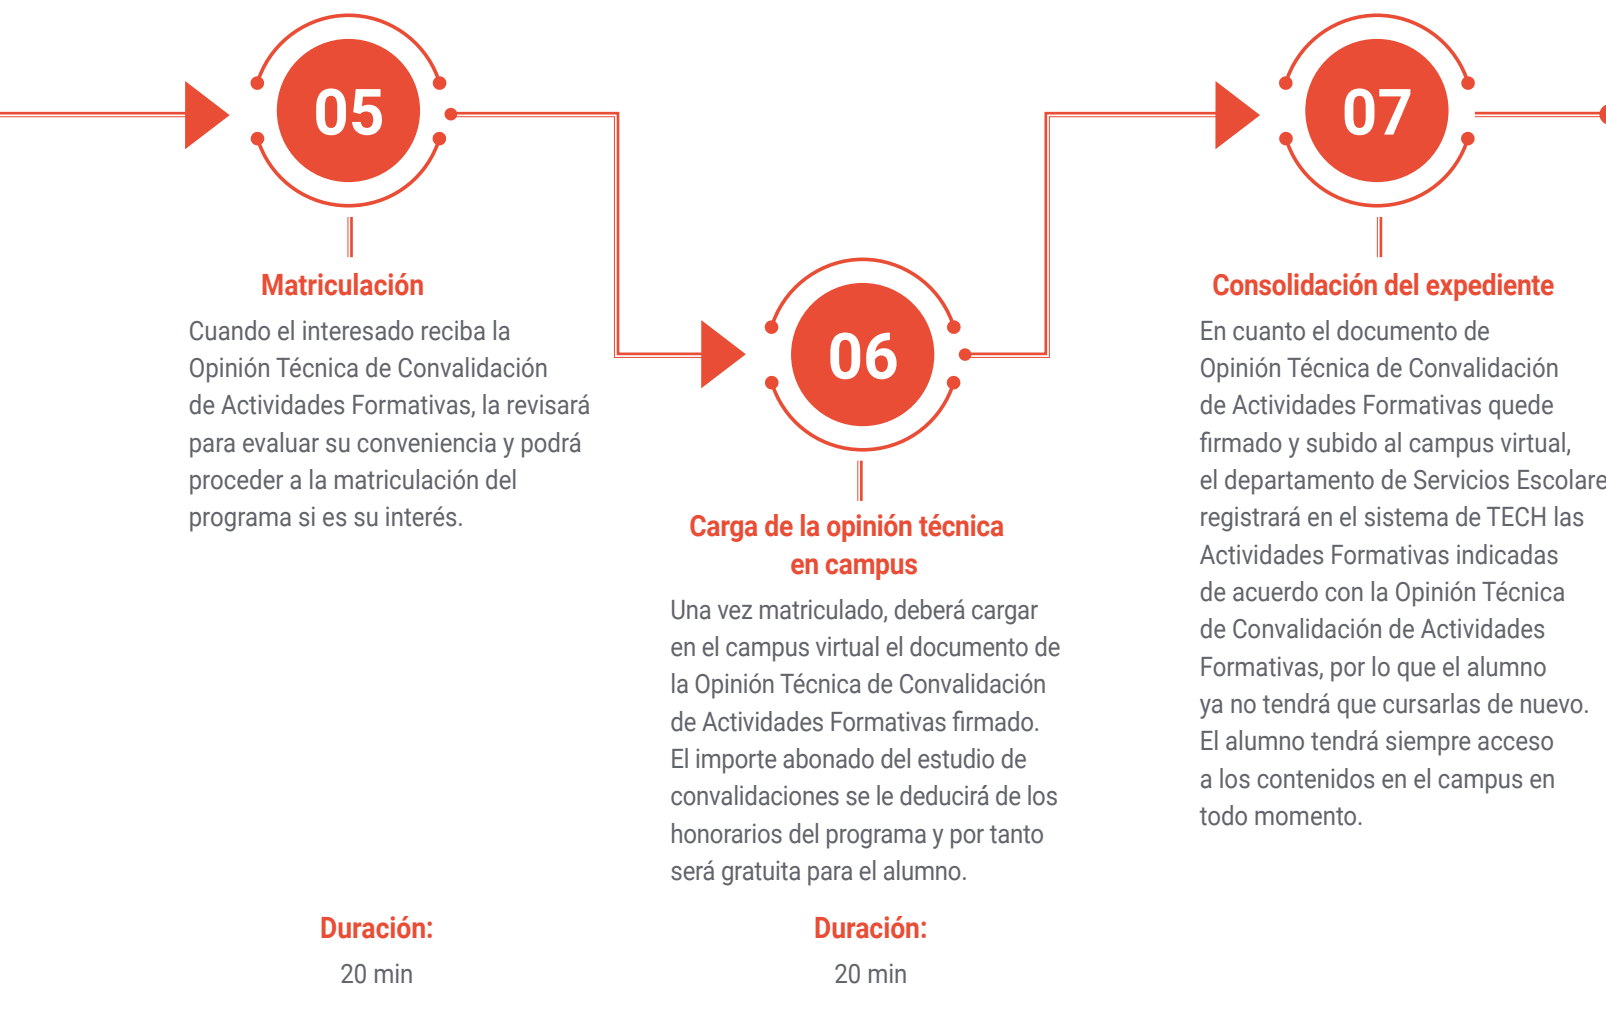 05
Matriculación
Cuando el interesado reciba la
Opinión Técnica de Convalidación
de Actividades Formativas, la revisará
para evaluar su conveniencia y podrá
proceder a la matriculación del
programa si es su interés.
Duración:
20 min
06
Carga de la opinión técnica
en campus
Una vez matriculado, deberá cargar
en el campus virtual el documento de
la Opinión Técnica de Convalidación
de Actividades Formativas firmado.
El importe abonado del estudio de
convalidaciones se le deducirá de los
honorarios del programa y por tanto
será gratuita para el alumno.
Duración:
20 min
07
Consolidación del expediente
En cuanto el documento de
Opinión Técnica de Convalidación
de Actividades Formativas quede
firmado y subido al campus virtual,
el departamento de Servicios Escolare
registrará en el sistema de TECH las
Actividades Formativas indicadas
de acuerdo con la Opinión Técnica
de Convalidación de Actividades
Formativas, por lo que el alumno
ya no tendrá que cursarlas de nuevo.
El alumno tendrá siempre acceso
a los contenidos en el campus en
todo momento.